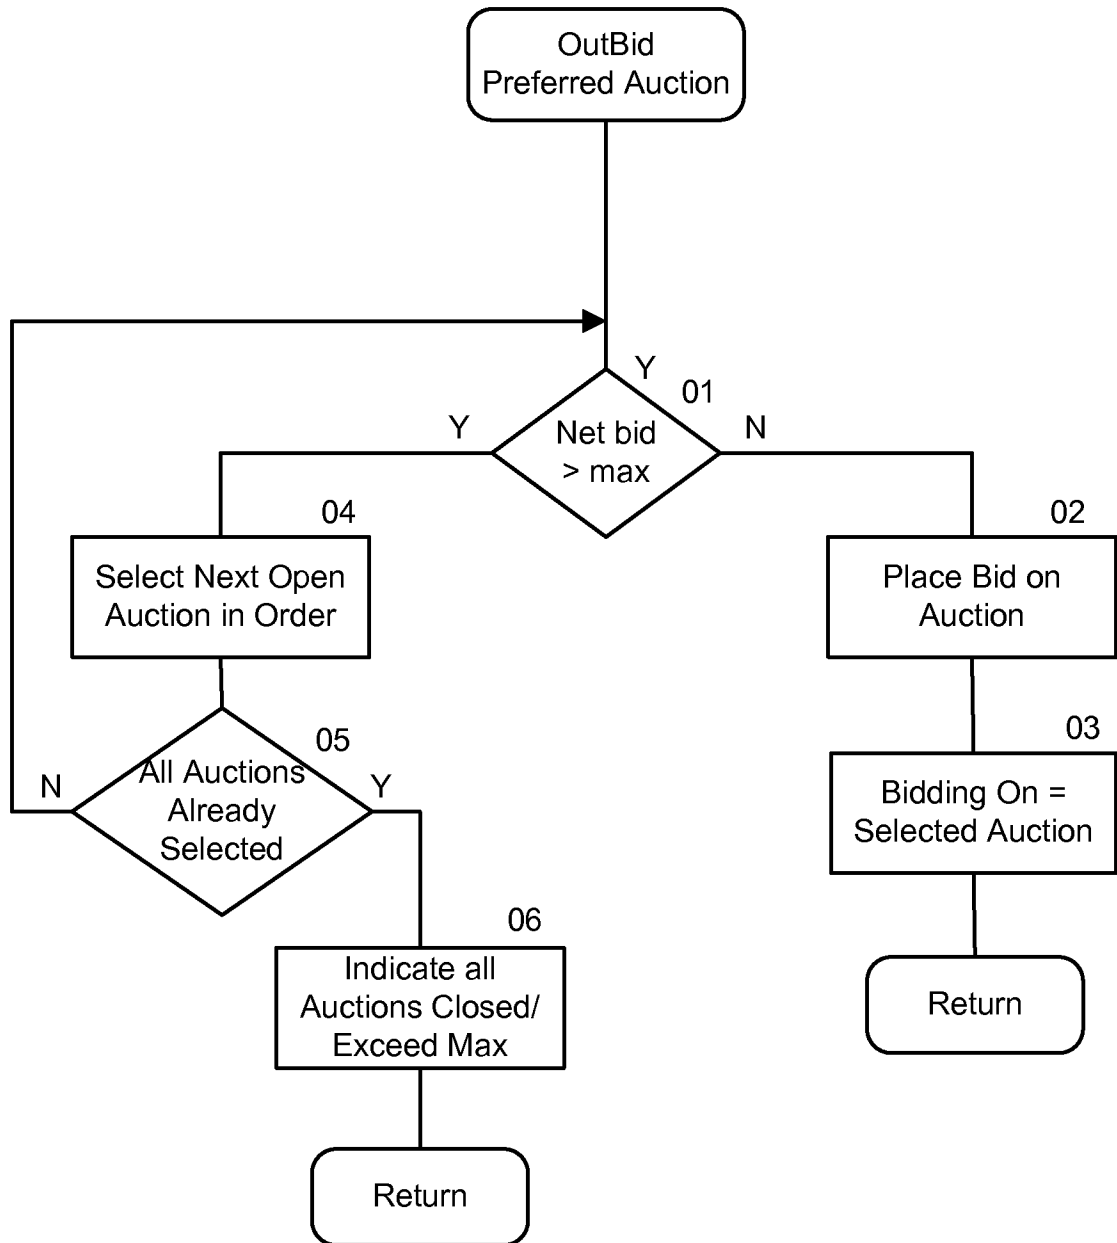 OutBid
Preferred Auction
Y
01
Y
Net bid
> max
N
04
Select Next Open
Auction in Order
02
Place Bid on
Auction
05
N
All Auctions
Already
Selected
Y
03
Bidding On =
Selected Auction
06
Indicate all
Auctions Closed/
Exceed Max
Return
Return